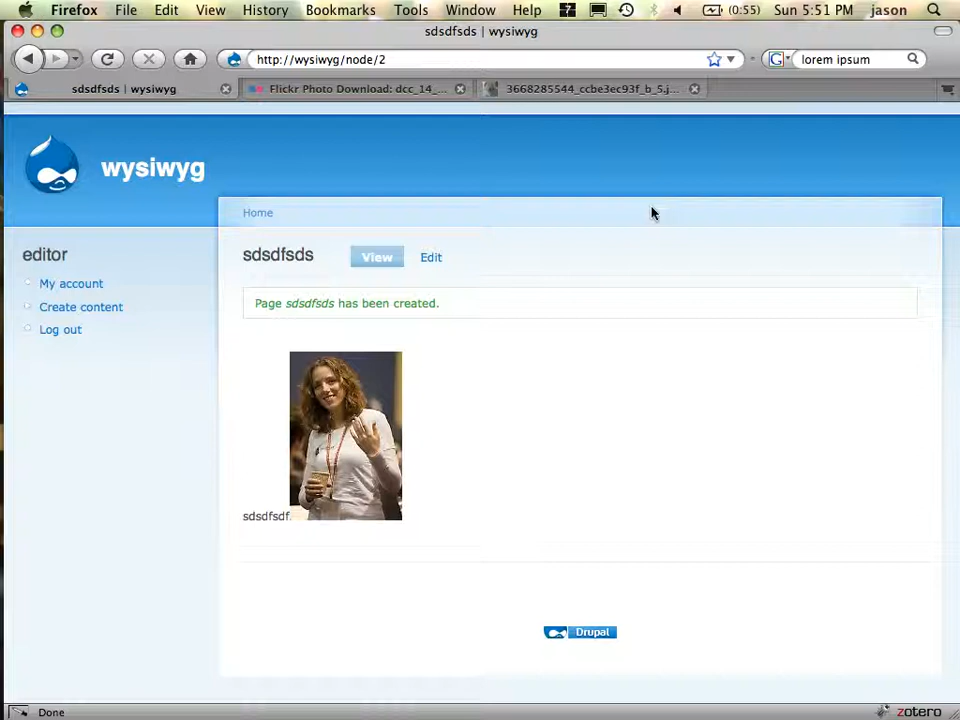 Firefox File Edit View History Bookmarks Tools Window Help (0:55) Sun 5:51 PM jason
sdsdfsds | wysiwyg
http://wysiwyg/node/2 lorem ipsum
sdsdfsds | wysiwyg Flickr Photo Download: dcc_14_... 3668285544_ccbe3ec93f_b_5.j...
wysiwyg
Home
editor
sdsdfsds View Edit
My account
Create content
Log out
Page sdsdfsds has been created.
sdsdfsdf.
Drupal
Done zotero